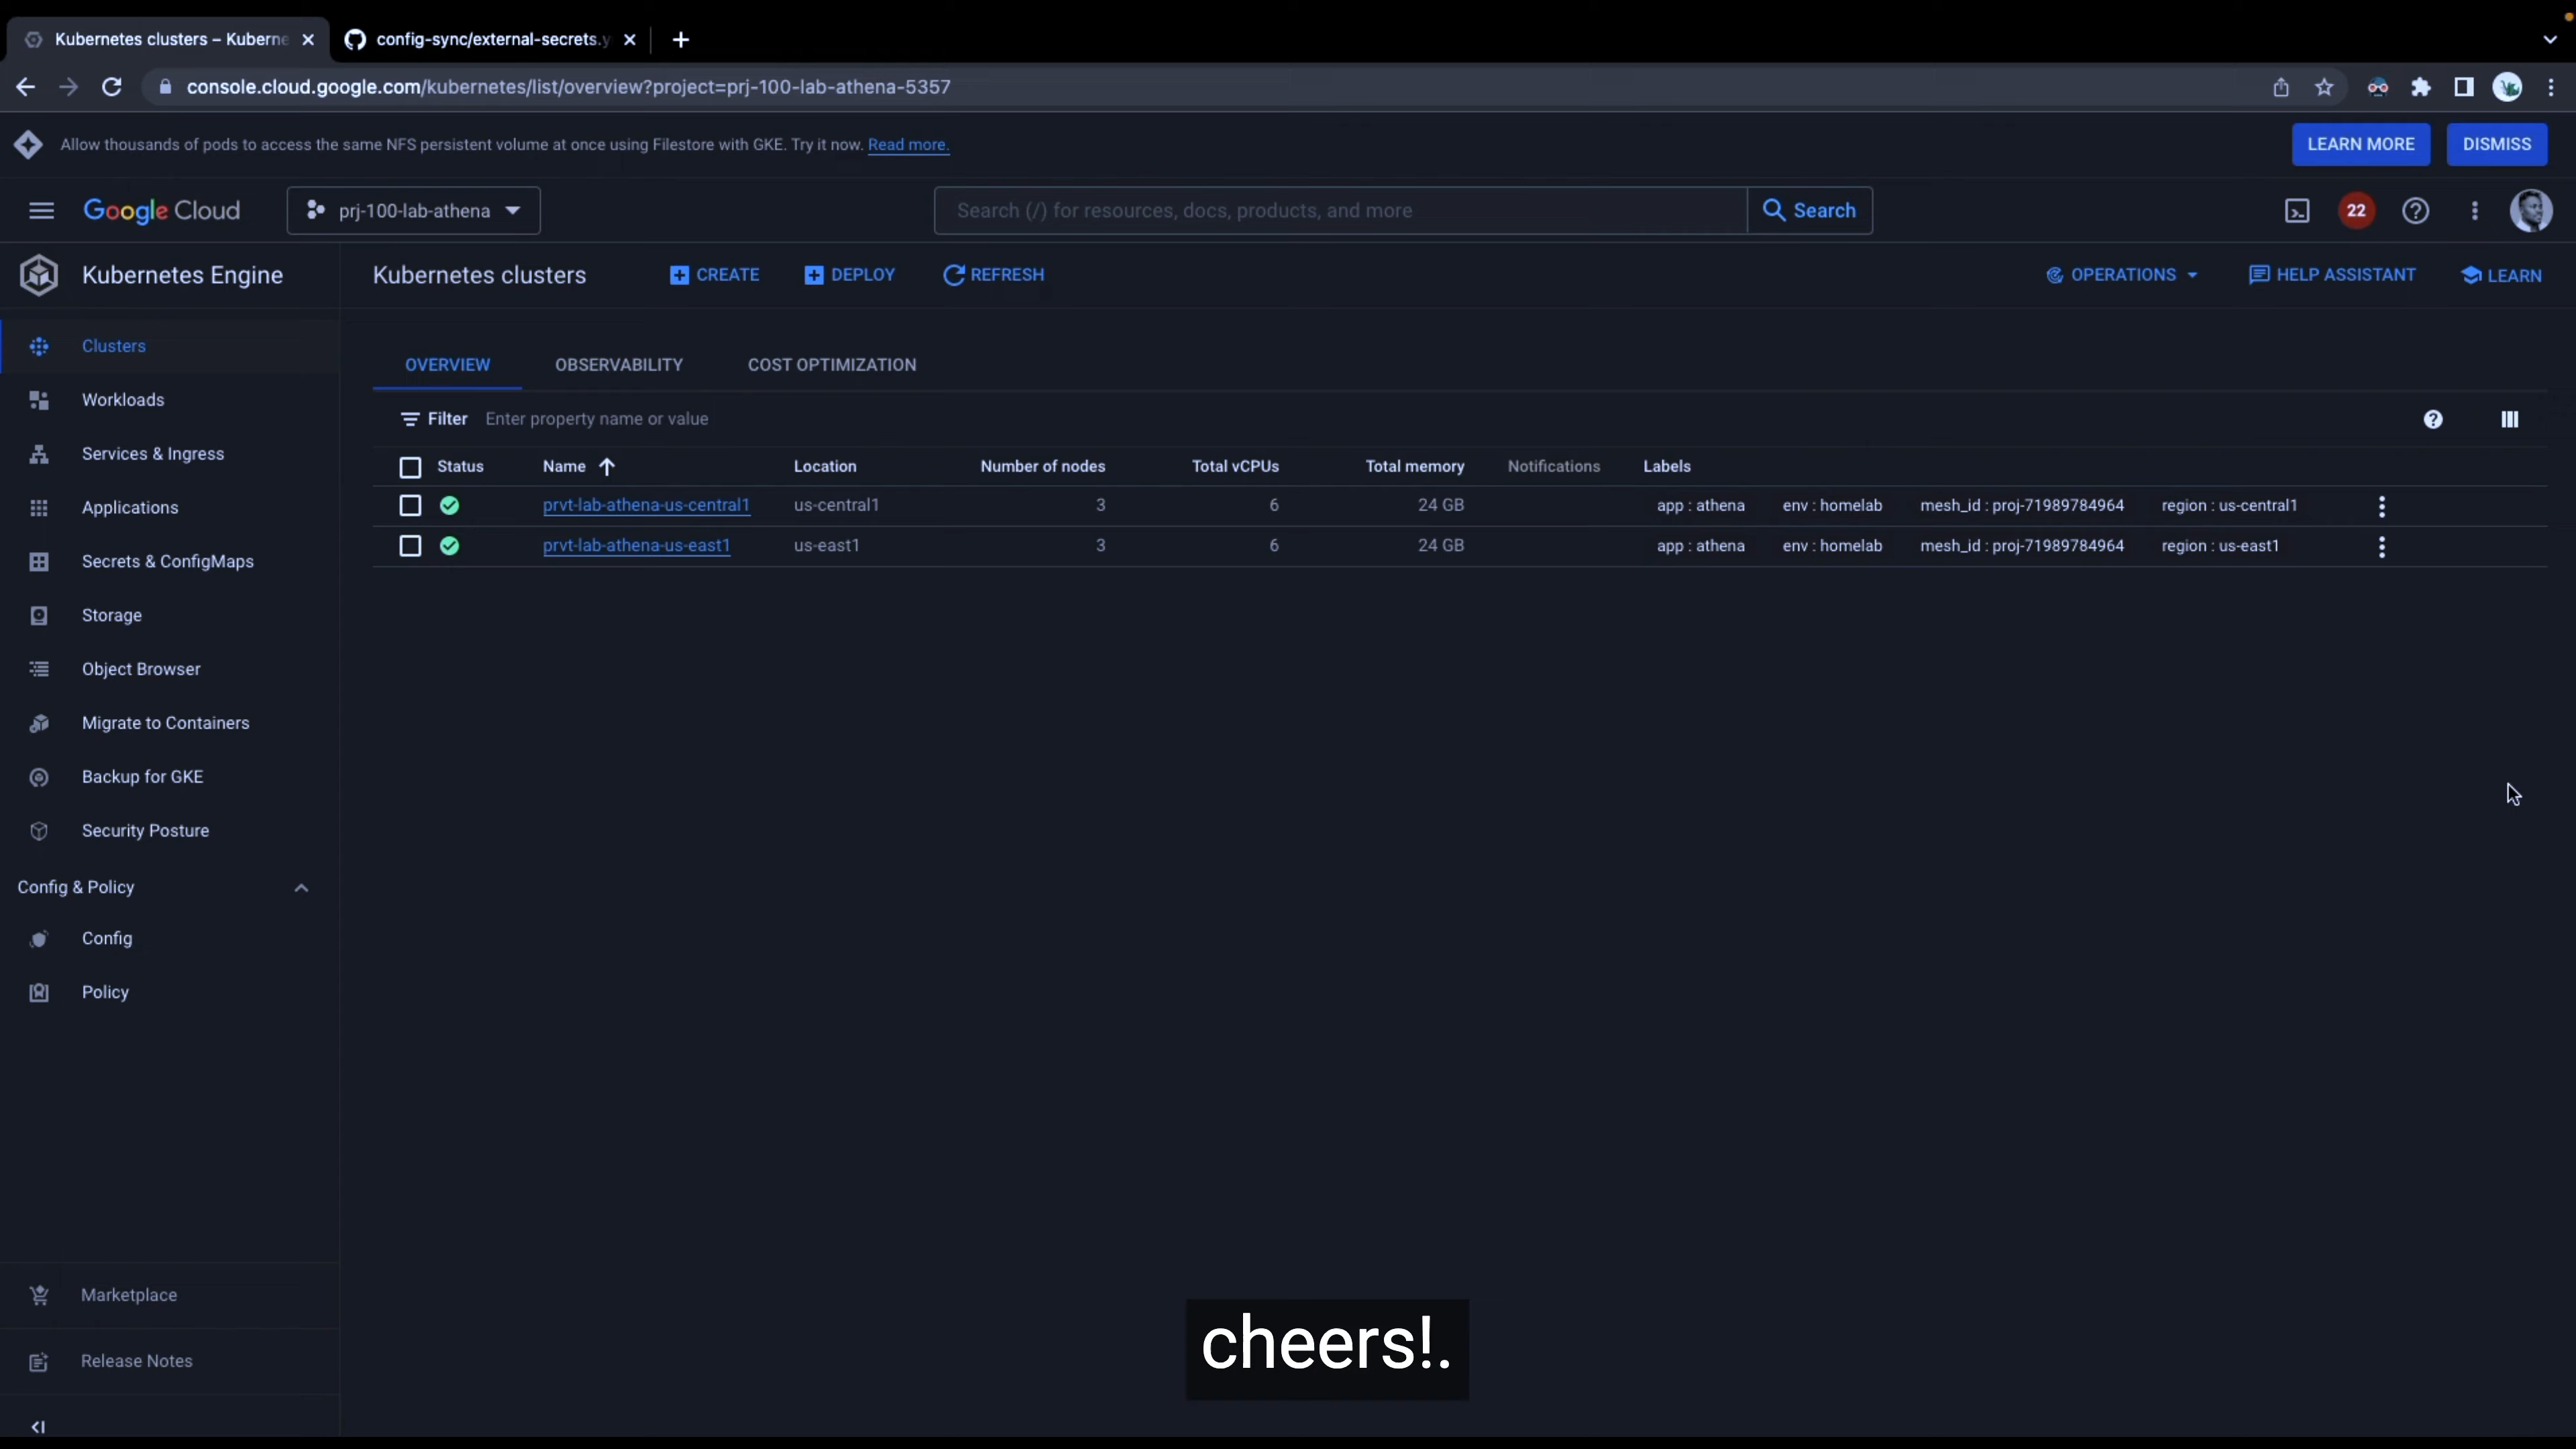 Kubernetes clusters – Kuberne
config-sync/external-secrets.y
console.cloud.google.com/kubernetes/list/overview?project=prj-100-lab-athena-5357
Allow thousands of pods to access the same NFS persistent volume at once using Filestore with GKE. Try it now. Read more.
LEARN MORE
DISMISS
Google Cloud
prj-100-lab-athena
Search (/) for resources, docs, products, and more
Search
22
Kubernetes Engine
Kubernetes clusters
CREATE
DEPLOY
REFRESH
OPERATIONS
HELP ASSISTANT
LEARN
Clusters
Workloads
Services & Ingress
Applications
Secrets & ConfigMaps
Storage
Object Browser
Migrate to Containers
Backup for GKE
Security Posture
Config & Policy
Config
Policy
Marketplace
Release Notes
OVERVIEW OBSERVABILITY COST OPTIMIZATION
Filter Enter property name or value
Status Name Location Number of nodes Total vCPUs Total memory Notifications Labels
prvt-lab-athena-us-central1 us-central1 3 6 24 GB app : athena env : homelab mesh_id : proj-71989784964 region : us-central1
prvt-lab-athena-us-east1 us-east1 3 6 24 GB app : athena env : homelab mesh_id : proj-71989784964 region : us-east1
cheers!.